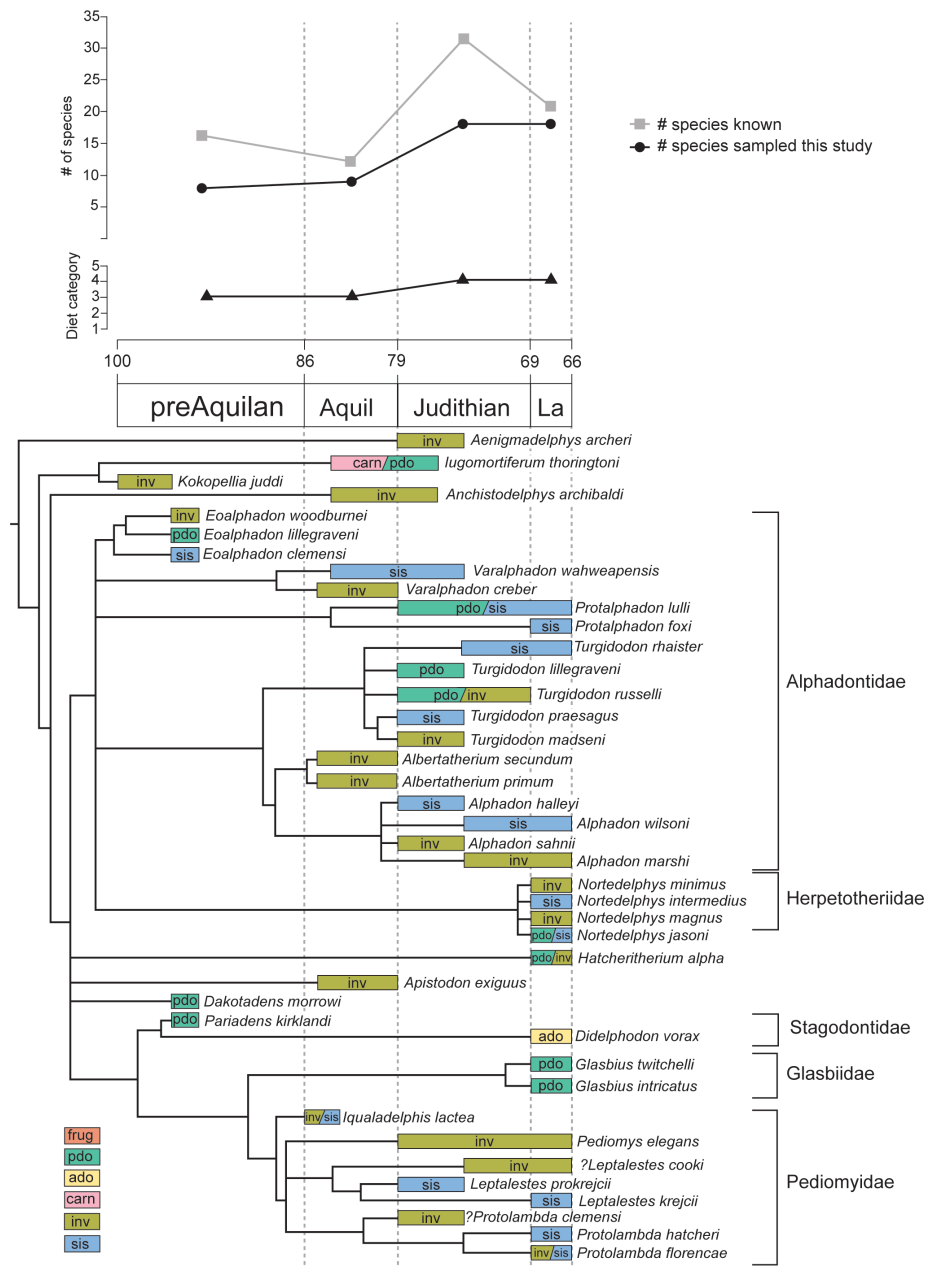 35
30
25
20
15
10
5
# of species
# species known
# species sampled this study
5
4
3
2
1
Diet category
100 86 79 69 66
preAquilan Aquil Judithian La
inv Aenigmadelphys archeri
carn/pdo Iugomortiferum thoringtoni
inv Kokopellia juddi
inv Anchistodelphys archibaldi
inv Eoalphadon woodburnei
pdo Eoalphadon lillegraveni
sis Eoalphadon clemensi
sis Varalphadon wahweapensis
inv Varalphadon creber
pdo/sis Protalphadon lulli
sis Protalphadon foxi
sis Turgidodon rhaister
pdo Turgidodon lillegraveni
Alphadontidae
pdo/inv Turgidodon russelli
sis Turgidodon praesagus
inv Turgidodon madseni
inv Albertatherium secundum
inv Albertatherium primum
sis Alphadon halleyi
sis Alphadon wilsoni
inv Alphadon sahnii
inv Alphadon marshi
inv Nortedelphys minimus
sis Nortedelphys intermedius
Herpetotheriidae
inv Nortedelphys magnus
pdo/sis Nortedelphys jasoni
pdo/inv Hatcheritherium alpha
inv Apistodon exiguus
pdo Dakotadens morrowi
pdo Pariadens kirklandi
Stagodontidae
ado Didelphodon vorax
pdo Glasbius twitchelli
Glasbiidae
pdo Glasbius intricatus
inv/sis Iqualadelphis lactea
inv Pediomys elegans
inv ?Leptalestes cooki
sis Leptalestes prokrejcii
Pediomyidae
sis Leptalestes krejcii
inv ?Protolambda clemensi
sis Protolambda hatcheri
inv/sis Protolambda florencae
frug
pdo
ado
carn
inv
sis